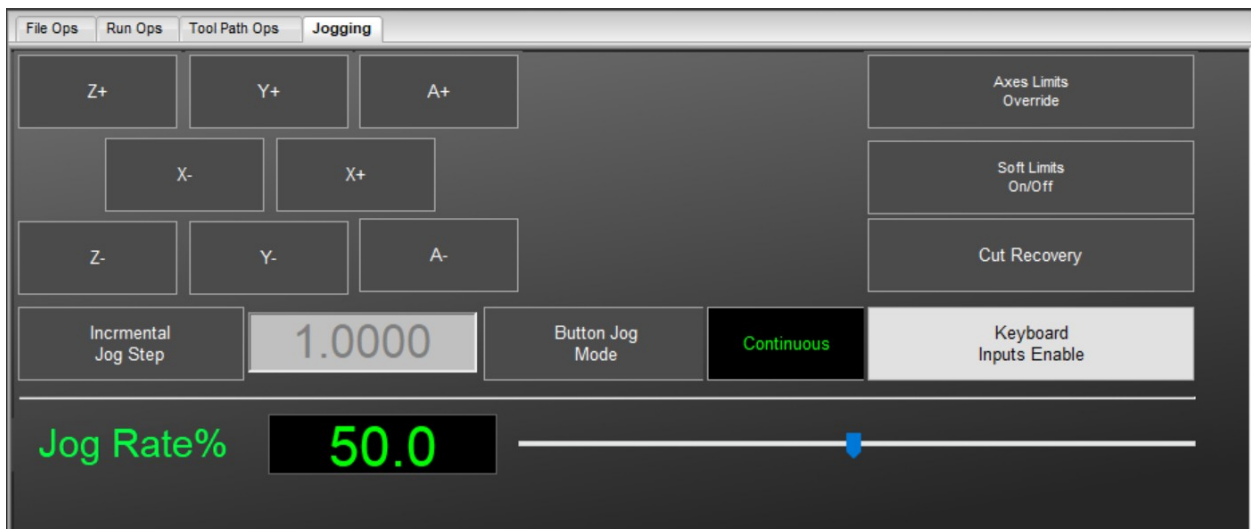 File Ops
Run Ops
Tool Path Ops
Jogging
Z+
Y+
A+
Axes Limits
Override
X-
X+
Soft Limits
On/Off
Z-
Y-
A-
Cut Recovery
Incrmental
Jog Step
1.0000
Button Jog
Mode
Continuous
Keyboard
Inputs Enable
Jog Rate%
50.0